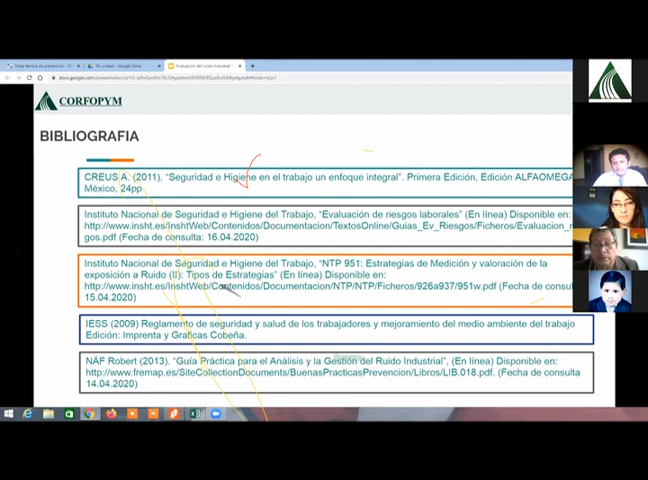 Evaluación del ruido industrial
CORFOPYM
BIBLIOGRAFIA
CREUS A. (2011). "Seguridad e Higiene en el trabajo un enfoque integral". Primera Edición, Edición ALFAOMEGA
México, 24pp
Instituto Nacional de Seguridad e Higiene del Trabajo, "Evaluación de riesgos laborales" (En línea) Disponible en:
http://www.insht.es/InshtWeb/Contenidos/Documentacion/TextosOnline/Guias_Ev_Riesgos/Ficheros/Evaluacion_r
gos.pdf (Fecha de consulta: 16.04.2020)
Instituto Nacional de Seguridad e Higiene del Trabajo, "NTP 951: Estrategias de Medición y valoración de la
exposición a Ruido (II): Tipos de Estrategias" (En línea) Disponible en:
http://www.insht.es/InshtWeb/Contenidos/Documentacion/NTP/NTP/Ficheros/926a937/951w.pdf (Fecha de consul
15.04.2020)
IESS (2009) Reglamento de seguridad y salud de los trabajadores y mejoramiento del medio ambiente del trabajo
Edición: Imprenta y Graficas Cobeña.
NÄF Robert (2013). "Guía Práctica para el Análisis y la Gestión del Ruido Industrial", (En línea) Disponible en:
http://www.fremap.es/SiteCollectionDocuments/BuenasPracticasPrevencion/Libros/LIB.018.pdf. (Fecha de consulta
14.04.2020)